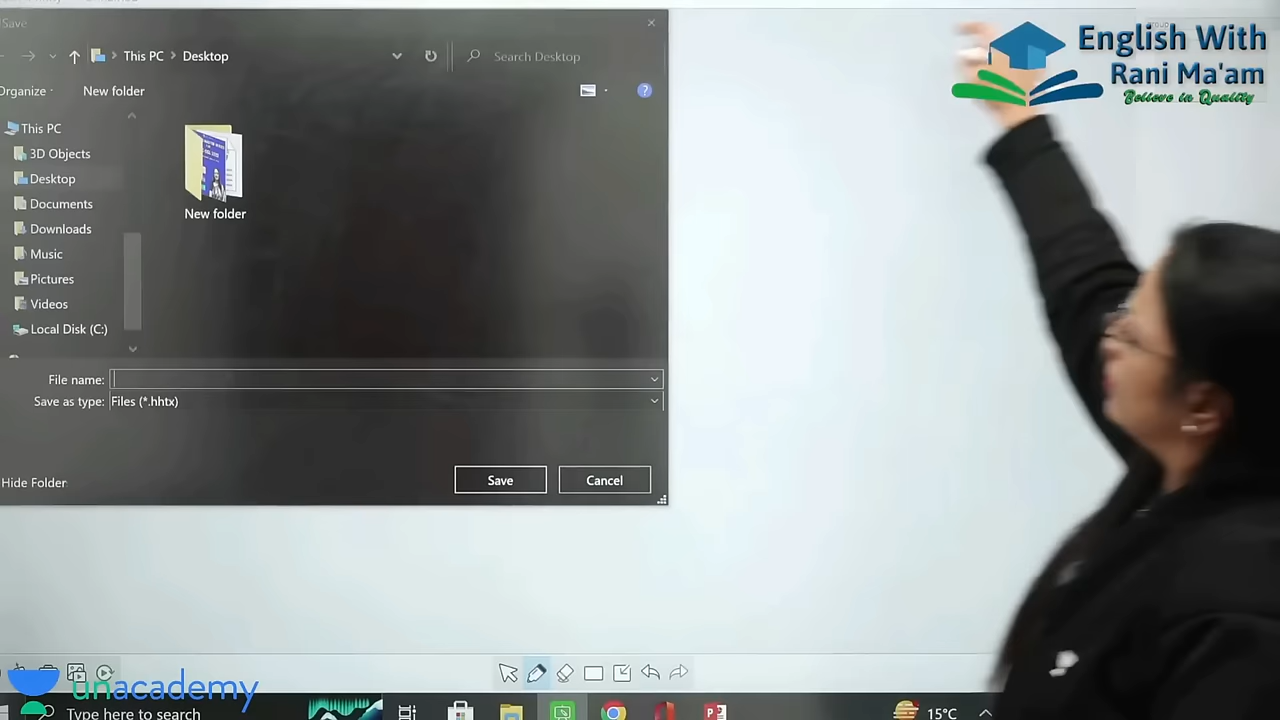 Save
This PC
Desktop
Search Desktop
Organize
New folder
?
This PC
3D Objects
Desktop
Documents
Downloads
Music
Pictures
Videos
Local Disk (C:)
New folder
File name:
Save as type: Files (*.hhtx)
Hide Folder
Save
Cancel
English With
Rani Ma'am
Believe in Quality
unacademy
Type here to search
15°C